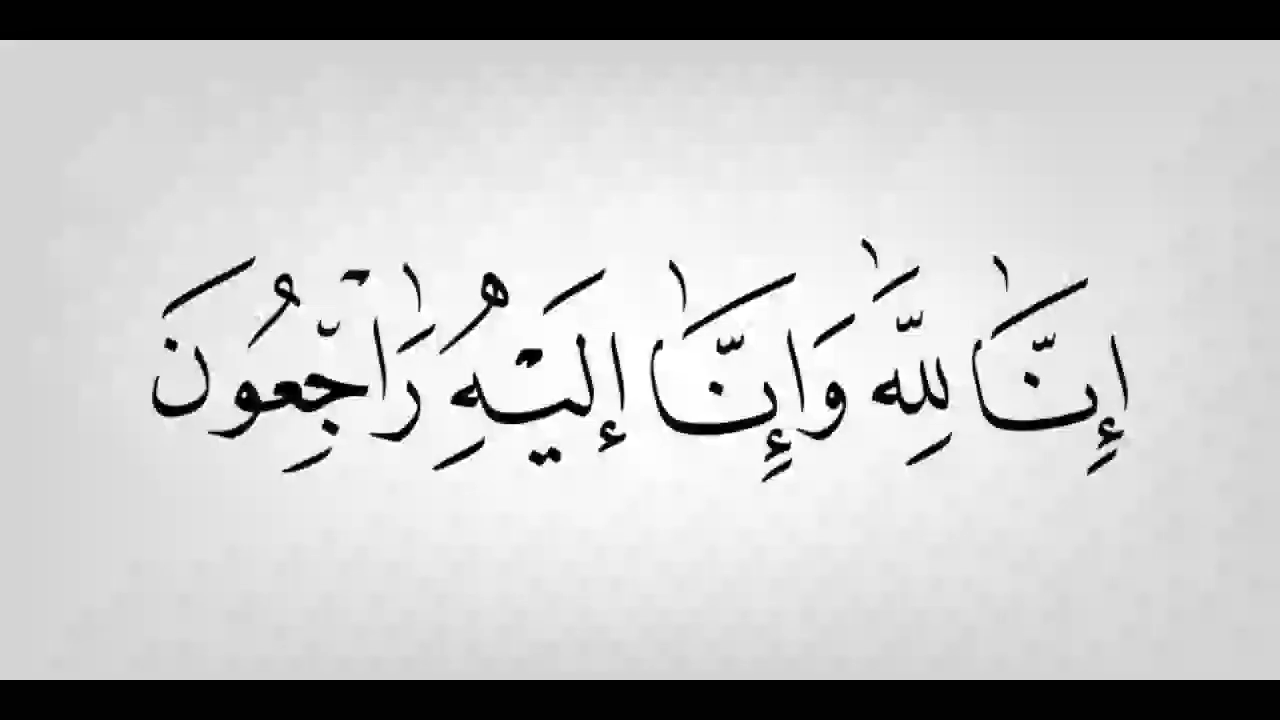 إِنَّا لِلَّهِ وَإِنَّا إِلَيْهِ رَاجِعُونَ